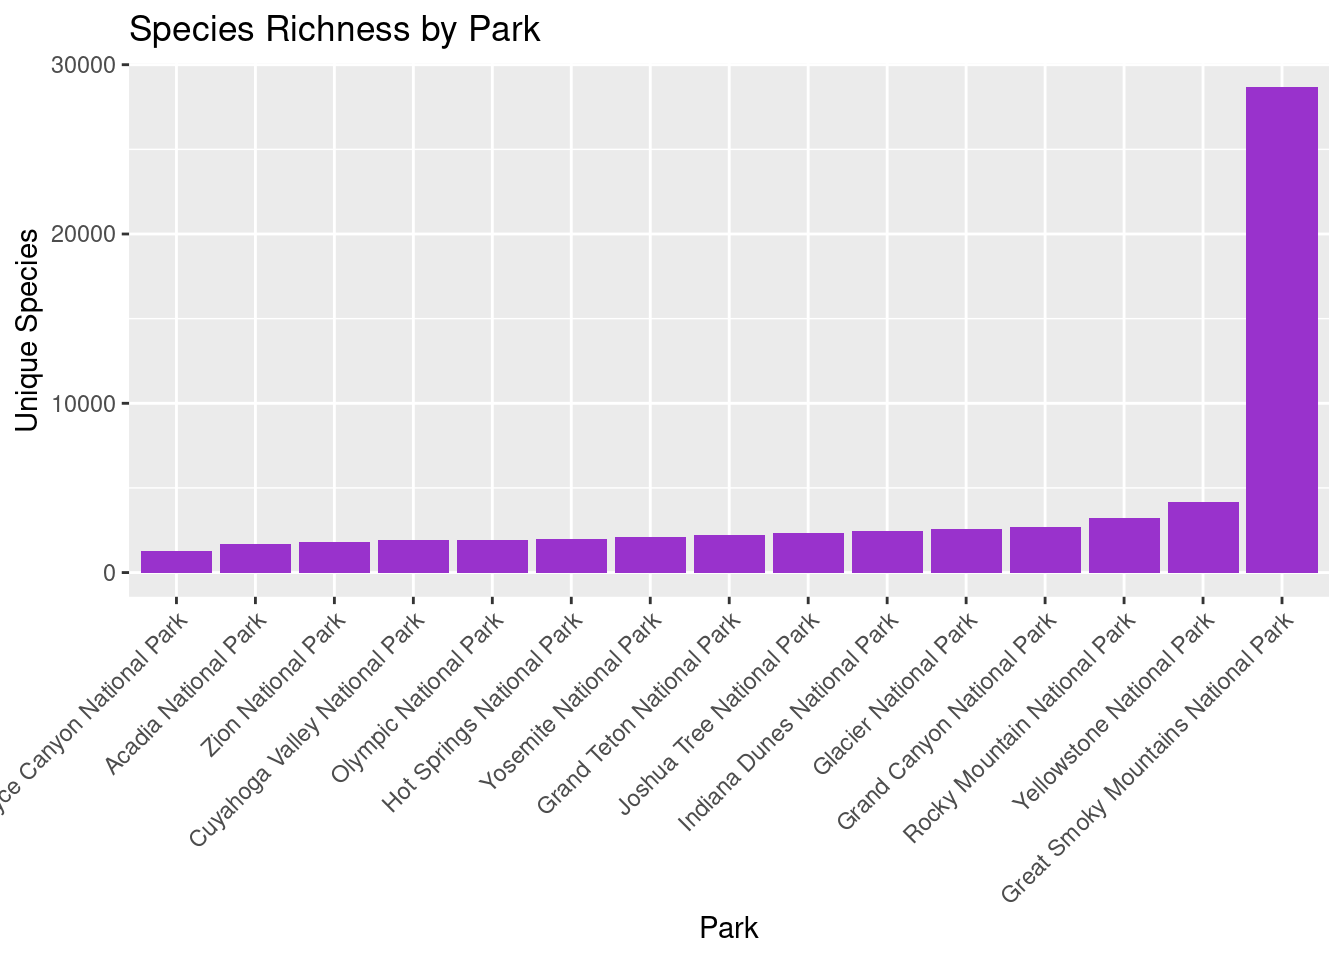 Species Richness by Park
Unique Species
30000
20000
10000
0
yce Canyon National Park
Acadia National Park
Zion National Park
Cuyahoga Valley National Park
Olympic National Park
Hot Springs National Park
Yosemite National Park
Grand Teton National Park
Joshua Tree National Park
Indiana Dunes National Park
Glacier National Park
Grand Canyon National Park
Rocky Mountain National Park
Yellowstone National Park
Great Smoky Mountains National Park
Park